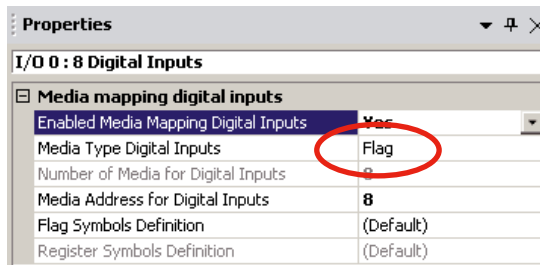 Properties
I/O 0 : 8 Digital Inputs
Media mapping digital inputs
Enabled Media Mapping Digital Inputs Yes
Media Type Digital Inputs Flag
Number of Media for Digital Inputs 8
Media Address for Digital Inputs 8
Flag Symbols Definition (Default)
Register Symbols Definition (Default)